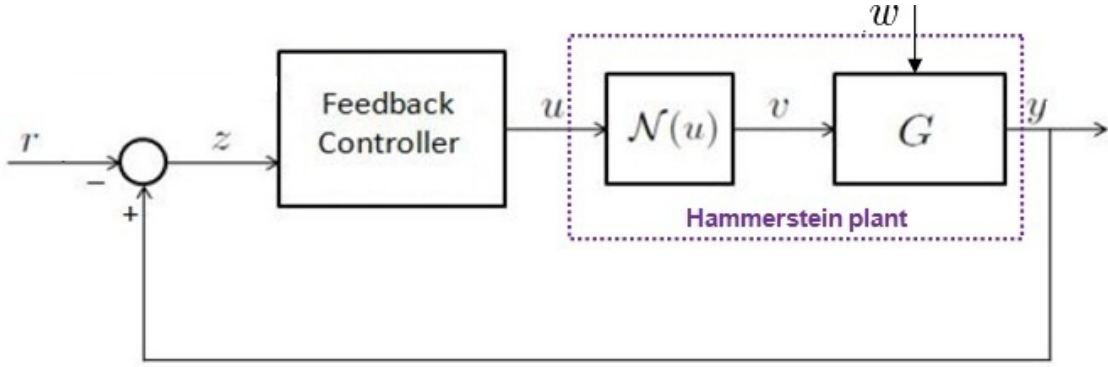 w
Feedback
Controller
u
N(u)
v
G
y
r
z
−
+
Hammerstein plant